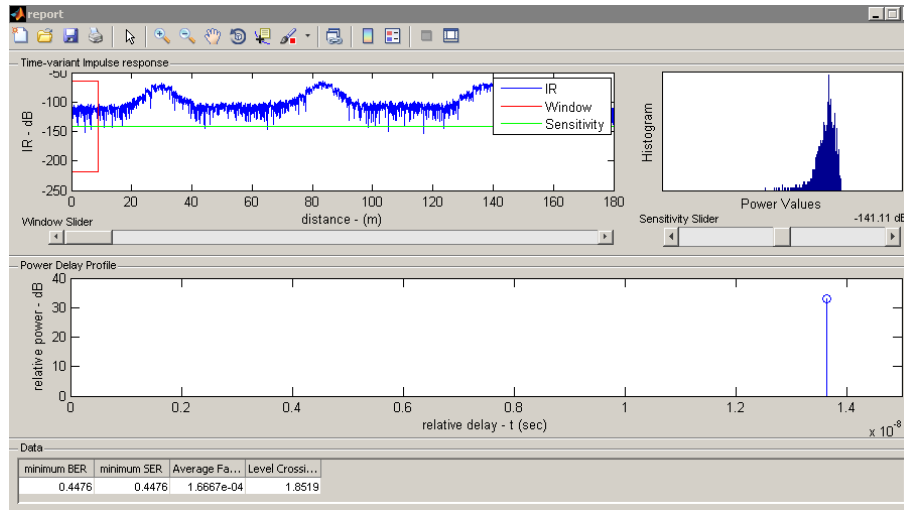 report
Time-variant Impulse response
-50
-100
-150
-200
-250
IR - dB
0 20 40 60 80 100 120 140 160 180
distance - (m)
IR
Window
Sensitivity
Window Slider
Histogram
Power Values
Sensitivity Slider
-141.11 dB
Power Delay Profile
40
30
20
10
0
relative power - dB
0 0.2 0.4 0.6 0.8 1 1.2 1.4
relative delay - t (sec)
x 10^-8
Data
minimum BER minimum SER Average Fa... Level Crossi...
0.4476 0.4476 1.6667e-04 1.8519